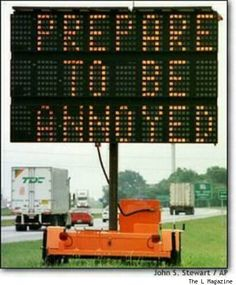 PREPARE
TO BE
ANNOYED
TDC
John S. Stewart / AP
The L Magazine